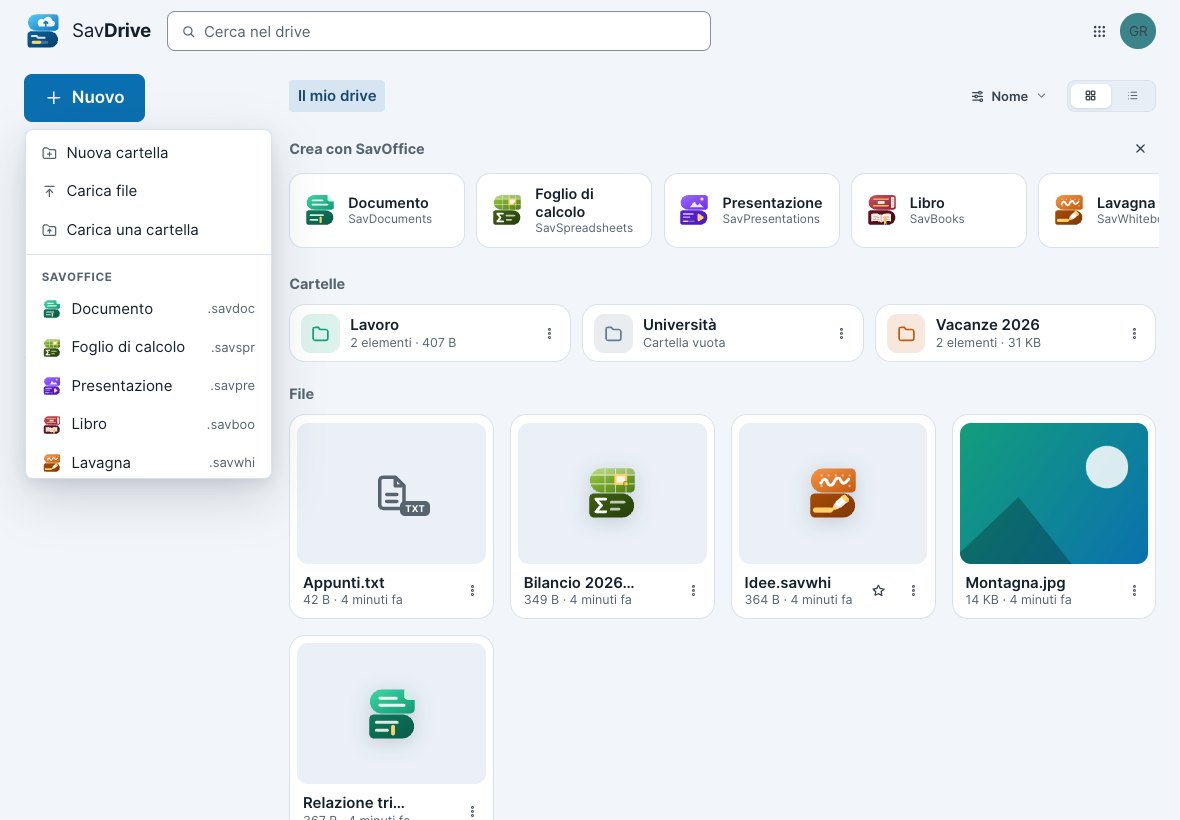 SavDrive
Cerca nel drive
GR
Nuovo
Il mio drive
Nome
Nuova cartella
Carica file
Carica una cartella
SAVOFFICE
Documento .savdoc
Foglio di calcolo .savspr
Presentazione .savpre
Libro .savboo
Lavagna .savwhi
Crea con SavOffice
Documento
SavDocuments
Foglio di
calcolo
SavSpreadsheets
Presentazione
SavPresentations
Libro
SavBooks
Lavagna
Cartelle
Lavoro
2 elementi · 407 B
Università
Cartella vuota
Vacanze 2026
2 elementi · 31 KB
File
TXT
Appunti.txt
42 B · 4 minuti fa
Bilancio 2026...
349 B · 4 minuti fa
Idee.savwhi
364 B · 4 minuti fa
Montagna.jpg
14 KB · 4 minuti fa
Relazione tri...